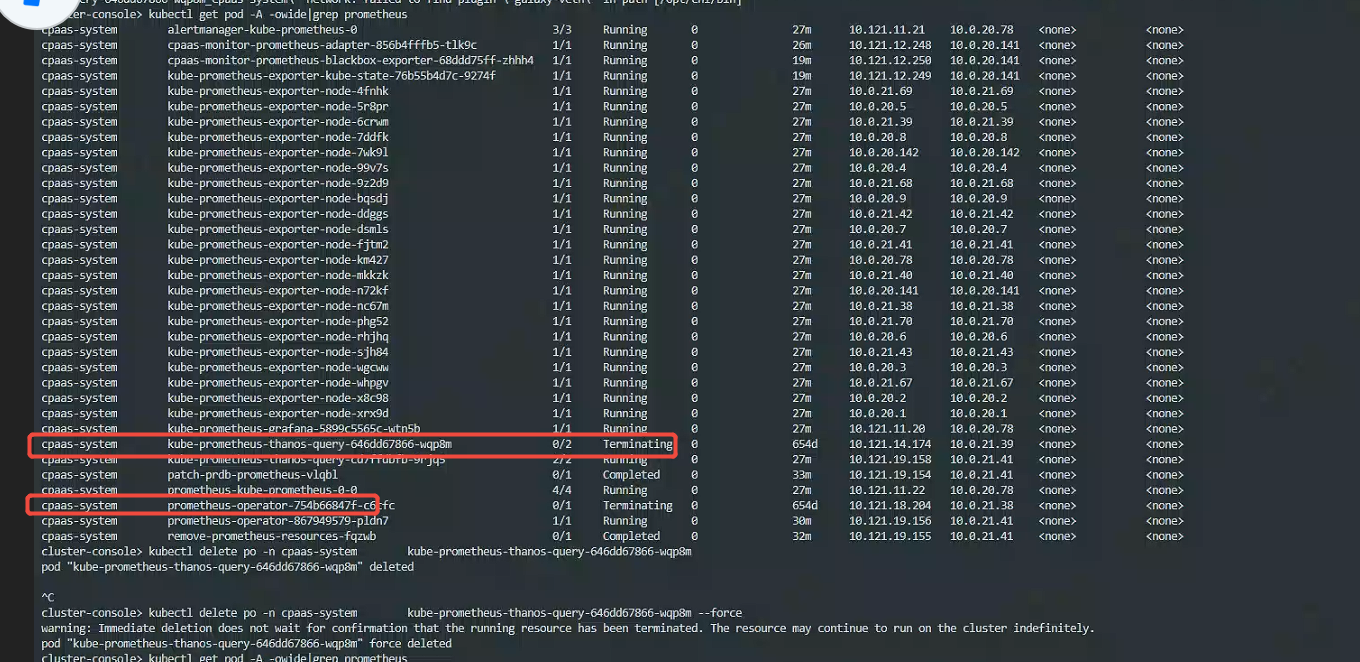 network: failed to find plugin \"galaxy-veth\" in path [/opt/cni/bin]
cluster-console> kubectl get pod -A -owide|grep prometheus
cpaas-system alertmanager-kube-prometheus-0 3/3 Running 0 27m 10.121.11.21 10.0.20.78 <none> <none>
cpaas-system cpaas-monitor-prometheus-adapter-856b4fffb5-tlk9c 1/1 Running 0 26m 10.121.12.248 10.0.20.141 <none> <none>
cpaas-system cpaas-monitor-prometheus-blackbox-exporter-68ddd75ff-zhhh4 1/1 Running 0 19m 10.121.12.250 10.0.20.141 <none> <none>
cpaas-system kube-prometheus-exporter-kube-state-76b55b4d7c-9274f 1/1 Running 0 19m 10.121.12.249 10.0.20.141 <none> <none>
cpaas-system kube-prometheus-exporter-node-4fnhk 1/1 Running 0 27m 10.0.21.69 10.0.21.69 <none> <none>
cpaas-system kube-prometheus-exporter-node-5r8pr 1/1 Running 0 27m 10.0.20.5 10.0.20.5 <none> <none>
cpaas-system kube-prometheus-exporter-node-6crwm 1/1 Running 0 27m 10.0.21.39 10.0.21.39 <none> <none>
cpaas-system kube-prometheus-exporter-node-7ddfk 1/1 Running 0 27m 10.0.20.8 10.0.20.8 <none> <none>
cpaas-system kube-prometheus-exporter-node-7wk9l 1/1 Running 0 27m 10.0.20.142 10.0.20.142 <none> <none>
cpaas-system kube-prometheus-exporter-node-99v7s 1/1 Running 0 27m 10.0.20.4 10.0.20.4 <none> <none>
cpaas-system kube-prometheus-exporter-node-9z2d9 1/1 Running 0 27m 10.0.21.68 10.0.21.68 <none> <none>
cpaas-system kube-prometheus-exporter-node-bqsdj 1/1 Running 0 27m 10.0.20.9 10.0.20.9 <none> <none>
cpaas-system kube-prometheus-exporter-node-ddggs 1/1 Running 0 27m 10.0.21.42 10.0.21.42 <none> <none>
cpaas-system kube-prometheus-exporter-node-dsmls 1/1 Running 0 27m 10.0.20.7 10.0.20.7 <none> <none>
cpaas-system kube-prometheus-exporter-node-fjtm2 1/1 Running 0 27m 10.0.21.41 10.0.21.41 <none> <none>
cpaas-system kube-prometheus-exporter-node-km427 1/1 Running 0 27m 10.0.20.78 10.0.20.78 <none> <none>
cpaas-system kube-prometheus-exporter-node-mkkzk 1/1 Running 0 27m 10.0.21.40 10.0.21.40 <none> <none>
cpaas-system kube-prometheus-exporter-node-n72kf 1/1 Running 0 27m 10.0.20.141 10.0.20.141 <none> <none>
cpaas-system kube-prometheus-exporter-node-nc67m 1/1 Running 0 27m 10.0.21.38 10.0.21.38 <none> <none>
cpaas-system kube-prometheus-exporter-node-phg52 1/1 Running 0 27m 10.0.21.70 10.0.21.70 <none> <none>
cpaas-system kube-prometheus-exporter-node-rhjhq 1/1 Running 0 27m 10.0.20.6 10.0.20.6 <none> <none>
cpaas-system kube-prometheus-exporter-node-sjh84 1/1 Running 0 27m 10.0.21.43 10.0.21.43 <none> <none>
cpaas-system kube-prometheus-exporter-node-wgcww 1/1 Running 0 27m 10.0.20.3 10.0.20.3 <none> <none>
cpaas-system kube-prometheus-exporter-node-whpgv 1/1 Running 0 27m 10.0.21.67 10.0.21.67 <none> <none>
cpaas-system kube-prometheus-exporter-node-x8c98 1/1 Running 0 27m 10.0.20.2 10.0.20.2 <none> <none>
cpaas-system kube-prometheus-exporter-node-xrx9d 1/1 Running 0 27m 10.0.20.1 10.0.20.1 <none> <none>
cpaas-system kube-prometheus-grafana-5899c5565c-wtn5b 1/1 Running 0 27m 10.121.11.20 10.0.20.78 <none> <none>
cpaas-system kube-prometheus-thanos-query-646dd67866-wqp8m 0/2 Terminating 0 654d 10.121.14.174 10.0.21.39 <none> <none>
cpaas-system kube-prometheus-thanos-query-cd7ffdbfb-9rjq5 2/2 Running 0 27m 10.121.19.158 10.0.21.41 <none> <none>
cpaas-system patch-prdb-prometheus-vlqbl 0/1 Completed 0 33m 10.121.19.154 10.0.21.41 <none> <none>
cpaas-system prometheus-kube-prometheus-0-0 4/4 Running 0 27m 10.121.11.22 10.0.20.78 <none> <none>
cpaas-system prometheus-operator-754b66847f-c6cfc 0/1 Terminating 0 654d 10.121.18.204 10.0.21.38 <none> <none>
cpaas-system prometheus-operator-867949579-pldn7 1/1 Running 0 30m 10.121.19.156 10.0.21.41 <none> <none>
cpaas-system remove-prometheus-resources-fqzwb 0/1 Completed 0 32m 10.121.19.155 10.0.21.41 <none> <none>
cluster-console> kubectl delete po -n cpaas-system kube-prometheus-thanos-query-646dd67866-wqp8m
pod "kube-prometheus-thanos-query-646dd67866-wqp8m" deleted
^C
cluster-console> kubectl delete po -n cpaas-system kube-prometheus-thanos-query-646dd67866-wqp8m --force
warning: Immediate deletion does not wait for confirmation that the running resource has been terminated. The resource may continue to run on the cluster indefinitely.
pod "kube-prometheus-thanos-query-646dd67866-wqp8m" force deleted
cluster-console> kubectl get pod -A -owide|grep prometheus